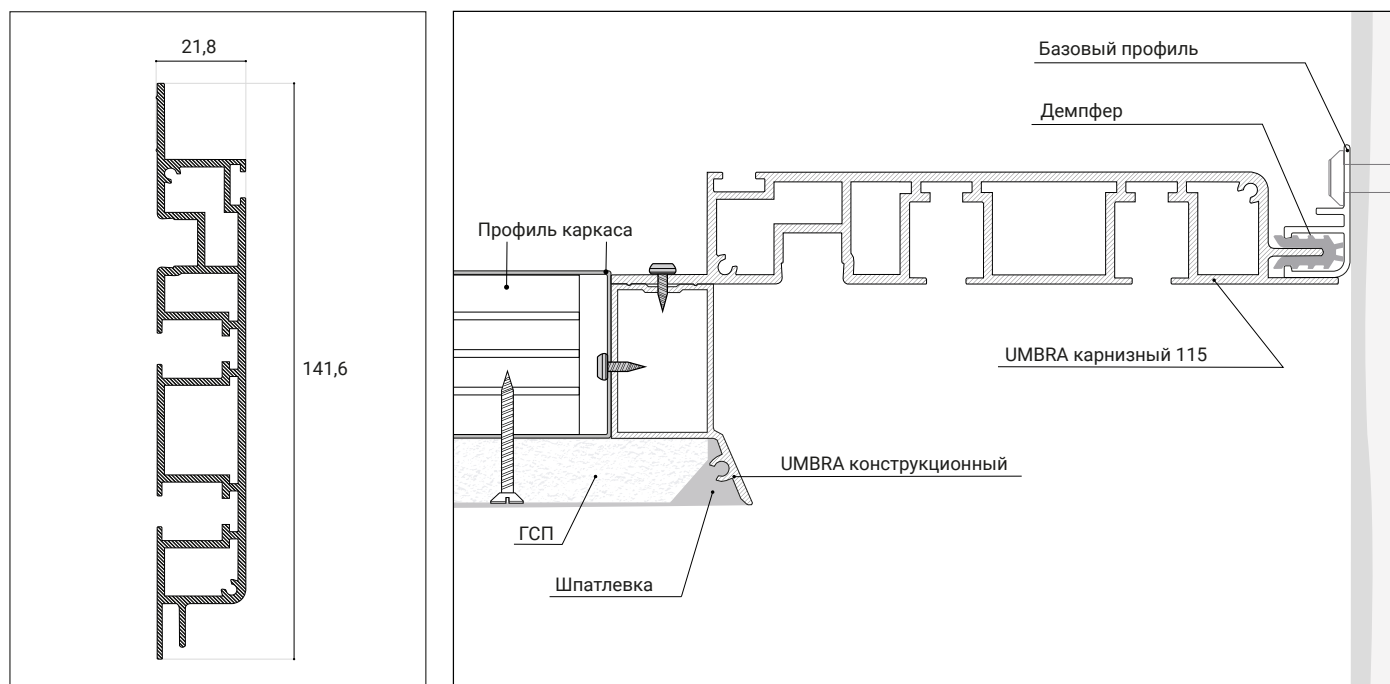 21,8
141,6
Базовый профиль
Демпфер
Профиль каркаса
UMBRA карнизный 115
UMBRA конструкционный
ГСП
Шпатлевка